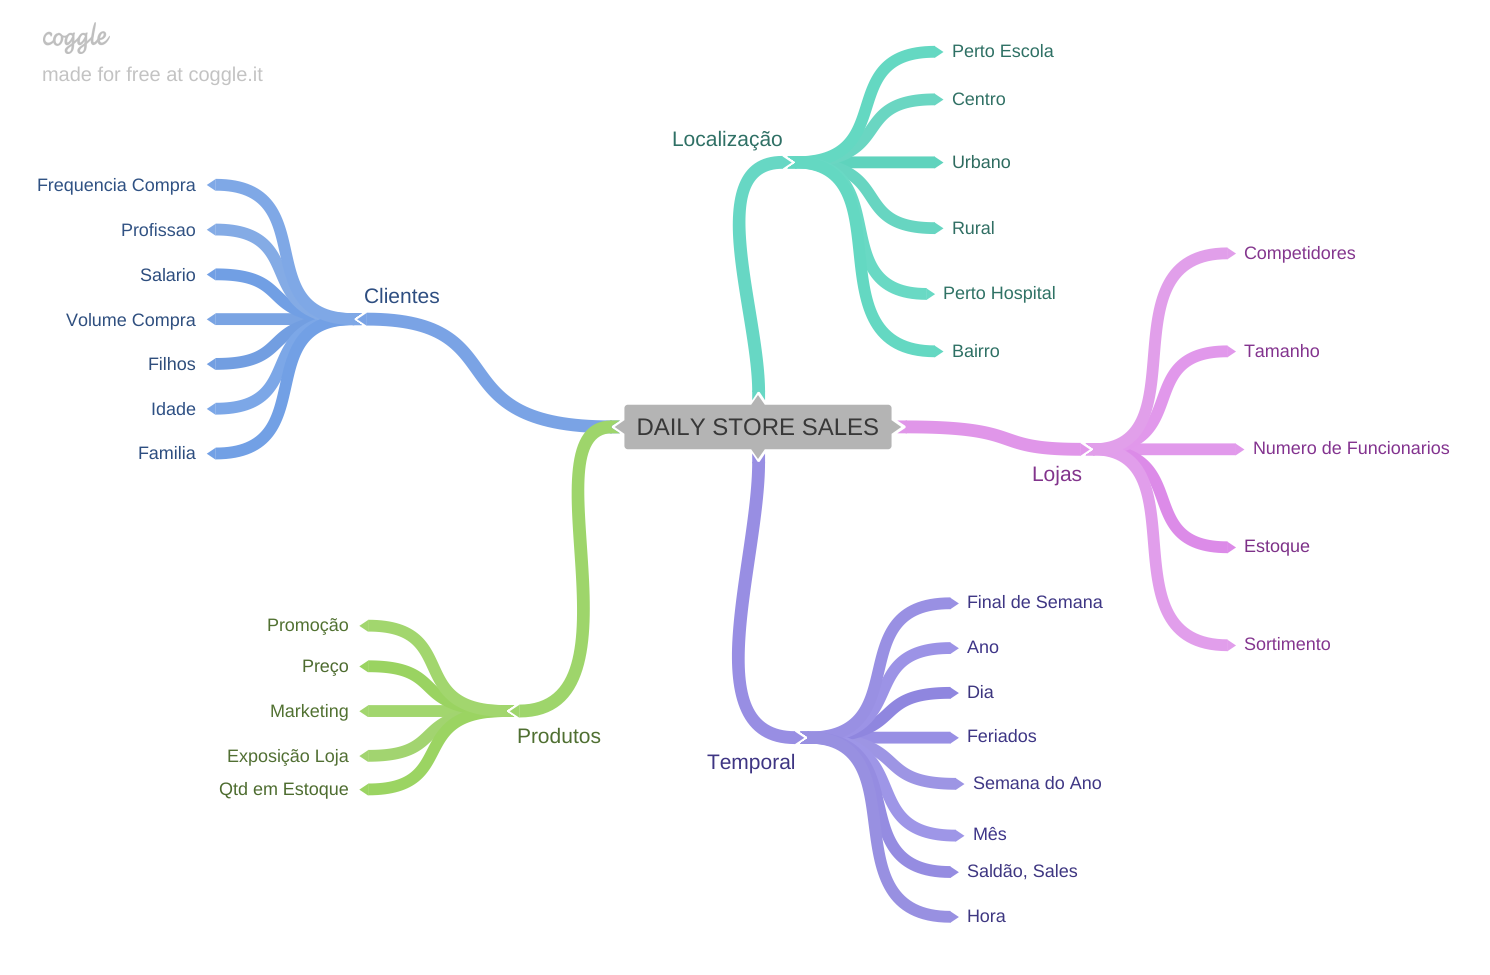 coggle
made for free at coggle.it
Localização
Perto Escola
Centro
Urbano
Rural
Perto Hospital
Bairro
Clientes
Frequencia Compra
Profissao
Salario
Volume Compra
Filhos
Idade
Familia
DAILY STORE SALES
Lojas
Competidores
Tamanho
Numero de Funcionarios
Estoque
Sortimento
Produtos
Promoção
Preço
Marketing
Exposição Loja
Qtd em Estoque
Temporal
Final de Semana
Ano
Dia
Feriados
Semana do Ano
Mês
Saldão, Sales
Hora